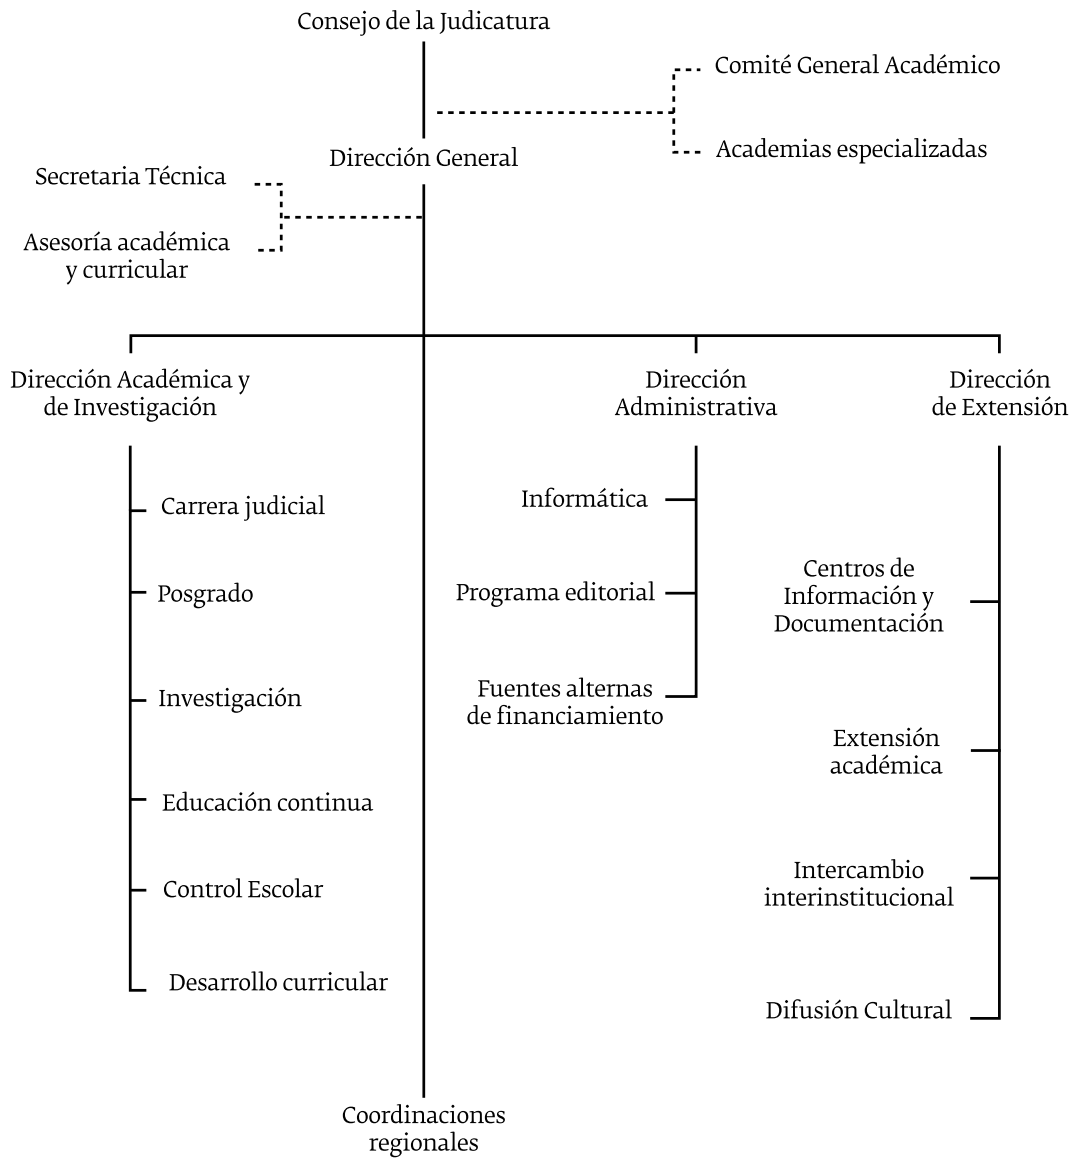 Consejo de la Judicatura
Comité General Académico
Academias especializadas
Dirección General
Secretaria Técnica
Asesoría académica
y curricular
Dirección Académica y
de Investigación
Dirección
Administrativa
Dirección
de Extensión
Carrera judicial
Posgrado
Investigación
Educación continua
Control Escolar
Desarrollo curricular
Informática
Programa editorial
Fuentes alternas
de financiamiento
Centros de
Información y
Documentación
Extensión
académica
Intercambio
interinstitucional
Difusión Cultural
Coordinaciones
regionales